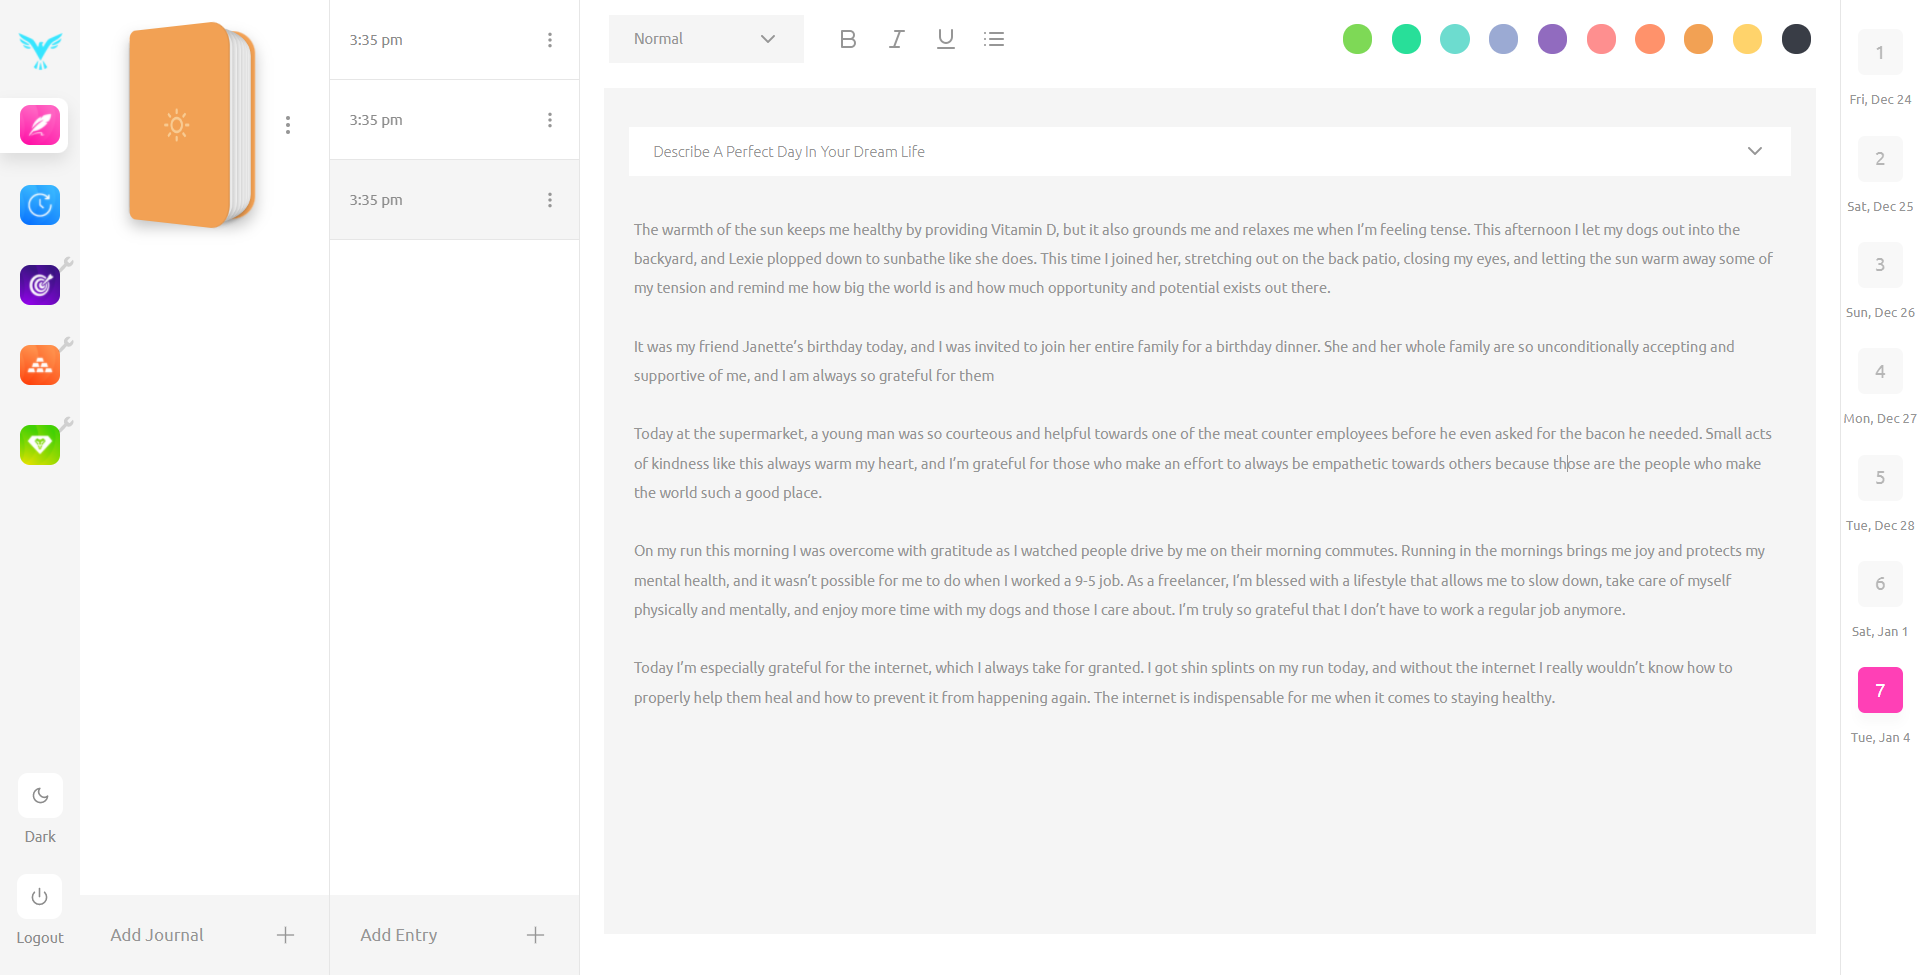 Dark
Logout
Add Journal
3:35 pm
3:35 pm
3:35 pm
Add Entry
Normal
B I U
Describe A Perfect Day In Your Dream Life
The warmth of the sun keeps me healthy by providing Vitamin D, but it also grounds me and relaxes me when I’m feeling tense. This afternoon I let my dogs out into the
backyard, and Lexie plopped down to sunbathe like she does. This time I joined her, stretching out on the back patio, closing my eyes, and letting the sun warm away some of
my tension and remind me how big the world is and how much opportunity and potential exists out there.
It was my friend Janette’s birthday today, and I was invited to join her entire family for a birthday dinner. She and her whole family are so unconditionally accepting and
supportive of me, and I am always so grateful for them
Today at the supermarket, a young man was so courteous and helpful towards one of the meat counter employees before he even asked for the bacon he needed. Small acts
of kindness like this always warm my heart, and I’m grateful for those who make an effort to always be empathetic towards others because those are the people who make
the world such a good place.
On my run this morning I was overcome with gratitude as I watched people drive by me on their morning commutes. Running in the mornings brings me joy and protects my
mental health, and it wasn’t possible for me to do when I worked a 9-5 job. As a freelancer, I’m blessed with a lifestyle that allows me to slow down, take care of myself
physically and mentally, and enjoy more time with my dogs and those I care about. I’m truly so grateful that I don’t have to work a regular job anymore.
Today I’m especially grateful for the internet, which I always take for granted. I got shin splints on my run today, and without the internet I really wouldn’t know how to
properly help them heal and how to prevent it from happening again. The internet is indispensable for me when it comes to staying healthy.
1
Fri, Dec 24
2
Sat, Dec 25
3
Sun, Dec 26
4
Mon, Dec 27
5
Tue, Dec 28
6
Sat, Jan 1
7
Tue, Jan 4